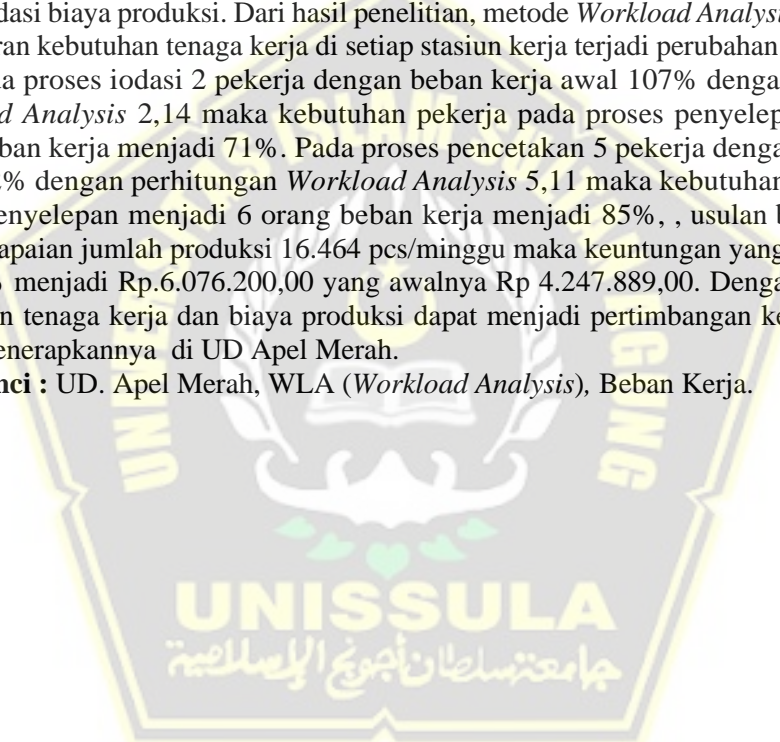 dasi biaya produksi. Dari hasil penelitian, metode Workload Analysis
ran kebutuhan tenaga kerja di setiap stasiun kerja terjadi perubahan
a proses iodasi 2 pekerja dengan beban kerja awal 107% dengan
d Analysis 2,14 maka kebutuhan pekerja pada proses penyelep
ban kerja menjadi 71%. Pada proses pencetakan 5 pekerja denga
% dengan perhitungan Workload Analysis 5,11 maka kebutuhan
enyelepan menjadi 6 orang beban kerja menjadi 85%, , usulan b
apaian jumlah produksi 16.464 pcs/minggu maka keuntungan yang
menjadi Rp.6.076.200,00 yang awalnya Rp 4.247.889,00. Denga
n tenaga kerja dan biaya produksi dapat menjadi pertimbangan ke
enerapkannya di UD Apel Merah.
nci : UD. Apel Merah, WLA (Workload Analysis), Beban Kerja.
UNIVERSITAS ISLAM SULTAN AGUNG
UNISSULA
جامعة سلطان أجونج الإسلامية